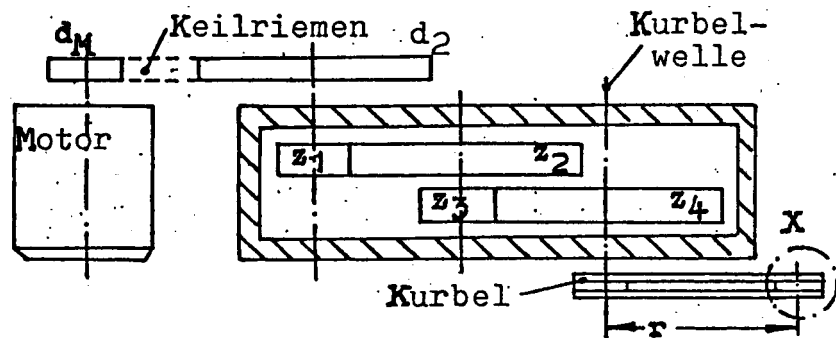 dM
Keilriemen
d2
Kurbel-
welle
Motor
z1
z2
z3
z4
X
Kurbel
r